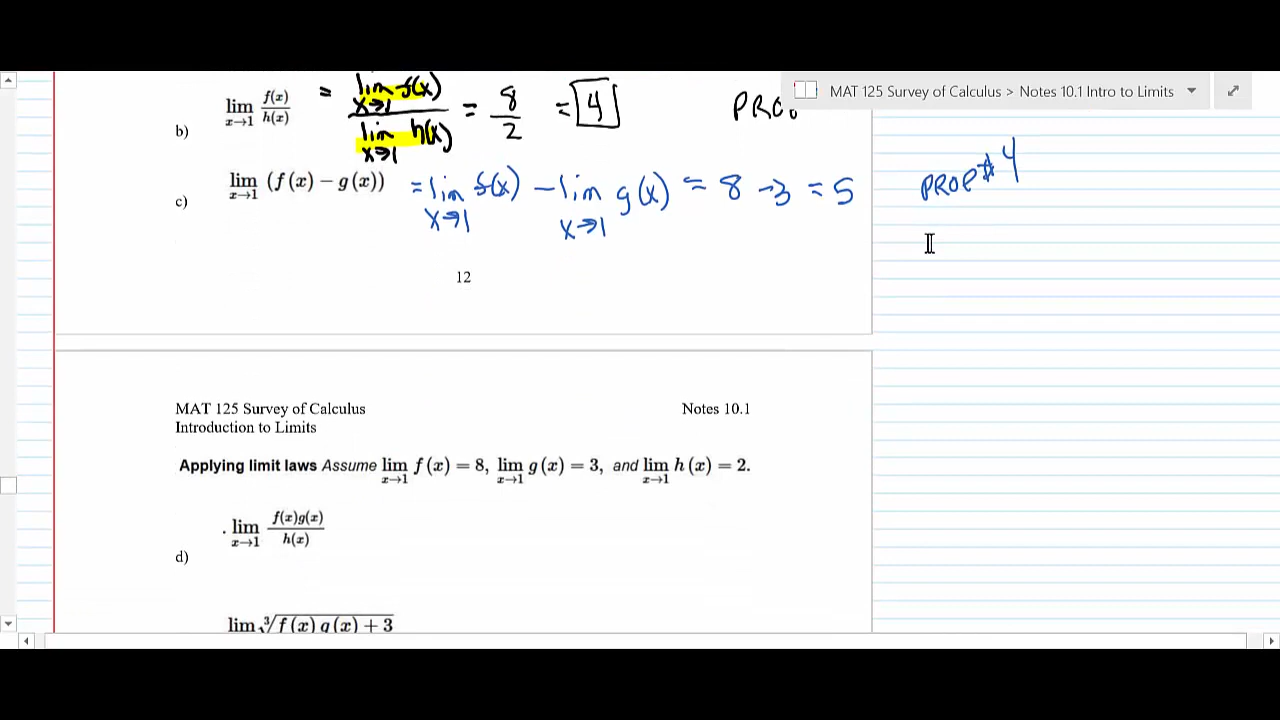 MAT 125 Survey of Calculus > Notes 10.1 Intro to Limits
b) lim x→1 f(x)/h(x) = lim x→1 f(x) / lim x→1 h(x) = 8/2 = 4
c) lim x→1 (f(x) − g(x)) = lim x→1 f(x) − lim x→1 g(x) = 8 − 3 = 5 PROP # 4
12
MAT 125 Survey of Calculus Notes 10.1
Introduction to Limits
Applying limit laws Assume lim x→1 f (x) = 8, lim x→1 g (x) = 3, and lim x→1 h (x) = 2.
d) . lim x→1 f(x)g(x)/h(x)
lim ∛f (x) g(x) + 3